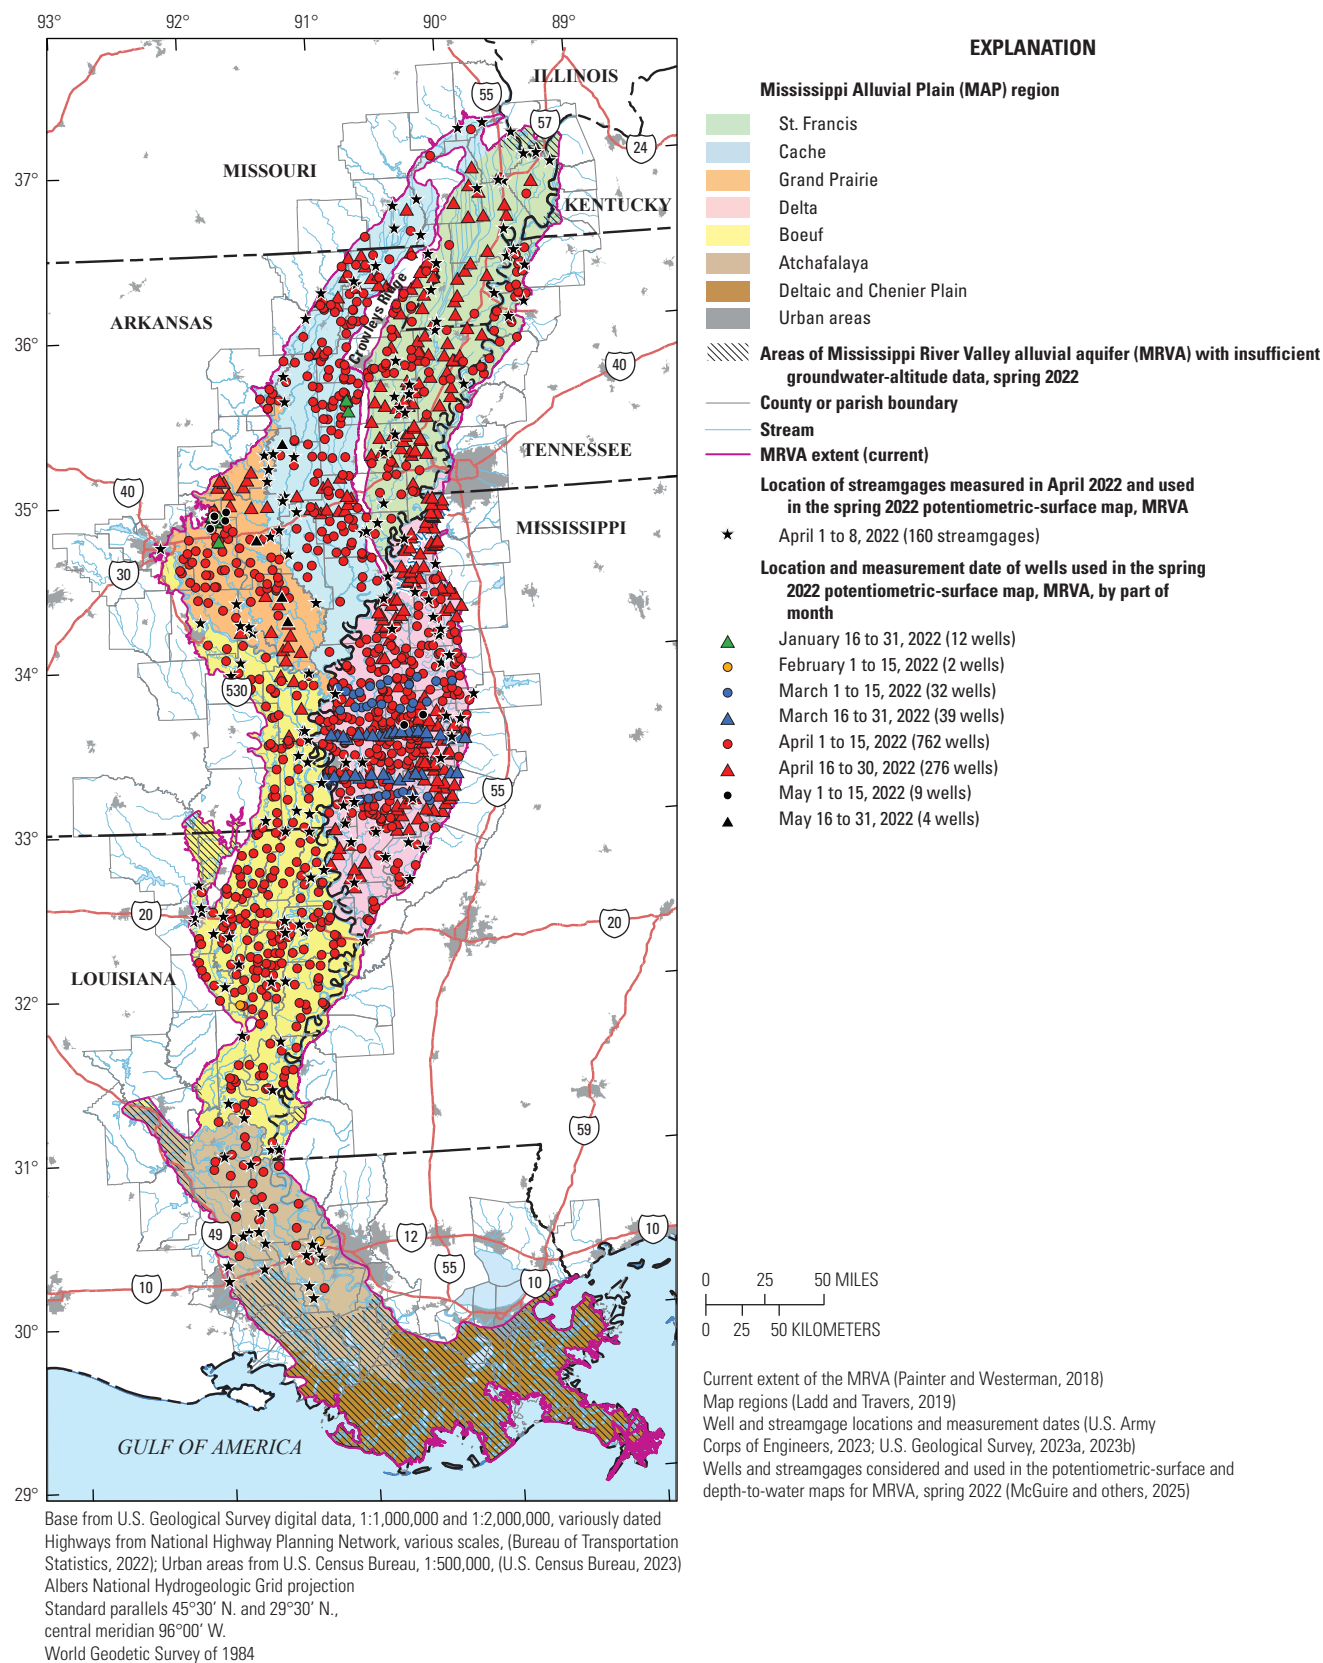 93°
92°
91°
90°
89°
ILLINOIS
55
57
24
MISSOURI
37°
KENTUCKY
Crowleys Ridge
ARKANSAS
36°
40
TENNESSEE
40
35°
MISSISSIPPI
30
34°
530
55
33°
20
20
LOUISIANA
32°
59
31°
49
12
10
55
10
10
30°
GULF OF AMERICA
29°
EXPLANATION
Mississippi Alluvial Plain (MAP) region
St. Francis
Cache
Grand Prairie
Delta
Boeuf
Atchafalaya
Deltaic and Chenier Plain
Urban areas
Areas of Mississippi River Valley alluvial aquifer (MRVA) with insufficient
groundwater-altitude data, spring 2022
County or parish boundary
Stream
MRVA extent (current)
Location of streamgages measured in April 2022 and used
in the spring 2022 potentiometric-surface map, MRVA
April 1 to 8, 2022 (160 streamgages)
Location and measurement date of wells used in the spring
2022 potentiometric-surface map, MRVA, by part of
month
January 16 to 31, 2022 (12 wells)
February 1 to 15, 2022 (2 wells)
March 1 to 15, 2022 (32 wells)
March 16 to 31, 2022 (39 wells)
April 1 to 15, 2022 (762 wells)
April 16 to 30, 2022 (276 wells)
May 1 to 15, 2022 (9 wells)
May 16 to 31, 2022 (4 wells)
0 25 50 MILES
0 25 50 KILOMETERS
Current extent of the MRVA (Painter and Westerman, 2018)
Map regions (Ladd and Travers, 2019)
Well and streamgage locations and measurement dates (U.S. Army
Corps of Engineers, 2023; U.S. Geological Survey, 2023a, 2023b)
Wells and streamgages considered and used in the potentiometric-surface and
depth-to-water maps for MRVA, spring 2022 (McGuire and others, 2025)
Base from U.S. Geological Survey digital data, 1:1,000,000 and 1:2,000,000, variously dated
Highways from National Highway Planning Network, various scales, (Bureau of Transportation
Statistics, 2022); Urban areas from U.S. Census Bureau, 1:500,000, (U.S. Census Bureau, 2023)
Albers National Hydrogeologic Grid projection
Standard parallels 45°30′ N. and 29°30′ N.,
central meridian 96°00′ W.
World Geodetic Survey of 1984